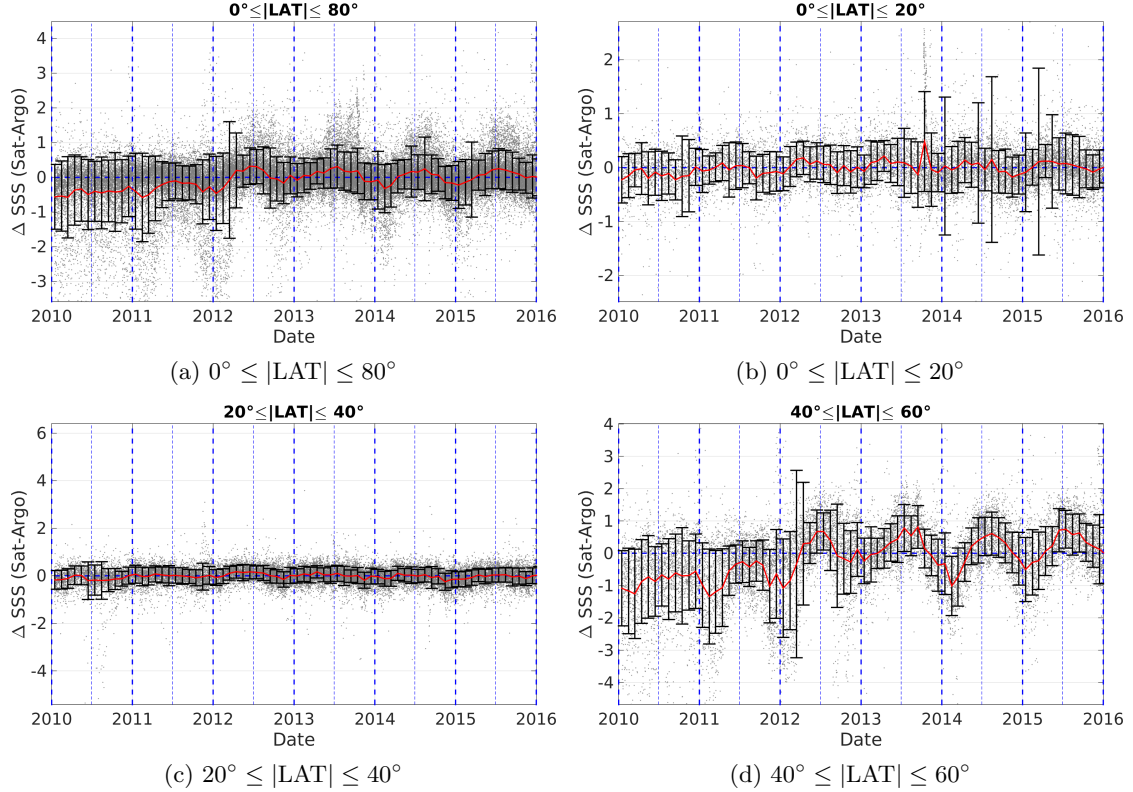 0°≤|LAT|≤ 80°
4
3
2
1
0
-1
-2
-3
Δ SSS (Sat-Argo)
2010 2011 2012 2013 2014 2015 2016
Date
(a) 0° ≤ |LAT| ≤ 80°
0°≤|LAT|≤ 20°
2
1
0
-1
-2
Δ SSS (Sat-Argo)
2010 2011 2012 2013 2014 2015 2016
Date
(b) 0° ≤ |LAT| ≤ 20°
20°≤|LAT|≤ 40°
6
4
2
0
-2
-4
Δ SSS (Sat-Argo)
2010 2011 2012 2013 2014 2015 2016
Date
(c) 20° ≤ |LAT| ≤ 40°
40°≤|LAT|≤ 60°
4
3
2
1
0
-1
-2
-3
-4
Δ SSS (Sat-Argo)
2010 2011 2012 2013 2014 2015 2016
Date
(d) 40° ≤ |LAT| ≤ 60°